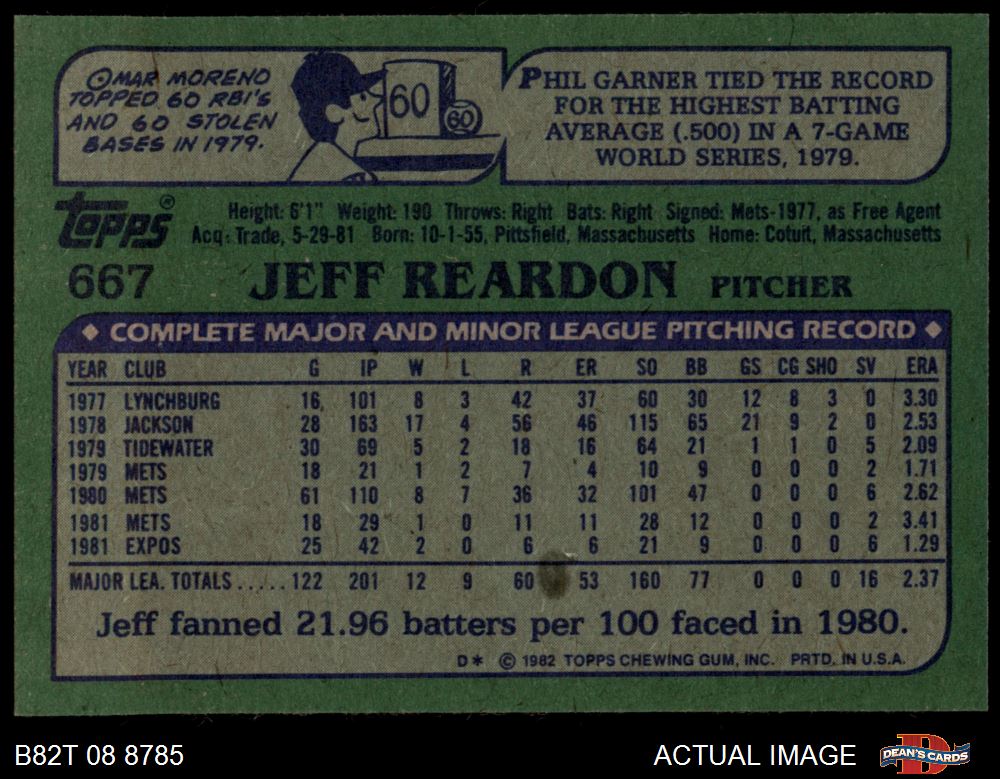 OMAR MORENO
TOPPED 60 RBI'S
AND 60 STOLEN
BASES IN 1979.
60
60
PHIL GARNER TIED THE RECORD
FOR THE HIGHEST BATTING
AVERAGE (.500) IN A 7-GAME
WORLD SERIES, 1979.
Topps®
Height: 6'1" Weight: 190 Throws: Right Bats: Right Signed: Mets-1977, as Free Agent
Acq: Trade, 5-29-81 Born: 10-1-55, Pittsfield, Massachusetts Home: Cotuit, Massachusetts
667 JEFF REARDON PITCHER
◆ COMPLETE MAJOR AND MINOR LEAGUE PITCHING RECORD ◆
YEAR CLUB G IP W L R ER SO BB GS CG SHO SV ERA
1977 LYNCHBURG 16 101 8 3 42 37 60 30 12 8 3 0 3.30
1978 JACKSON 28 163 17 4 56 46 115 65 21 9 2 0 2.53
1979 TIDEWATER 30 69 5 2 18 16 64 21 1 1 0 5 2.09
1979 METS 18 21 1 2 7 4 10 9 0 0 0 2 1.71
1980 METS 61 110 8 7 36 32 101 47 0 0 0 6 2.62
1981 METS 18 29 1 0 11 11 28 12 0 0 0 2 3.41
1981 EXPOS 25 42 2 0 6 6 21 9 0 0 0 6 1.29
MAJOR LEA. TOTALS ..... 122 201 12 9 60 53 160 77 0 0 0 16 2.37
Jeff fanned 21.96 batters per 100 faced in 1980.
D* © 1982 TOPPS CHEWING GUM, INC. PRTD. IN U.S.A.
B82T 08 8785 ACTUAL IMAGE D DEAN'S CARDS